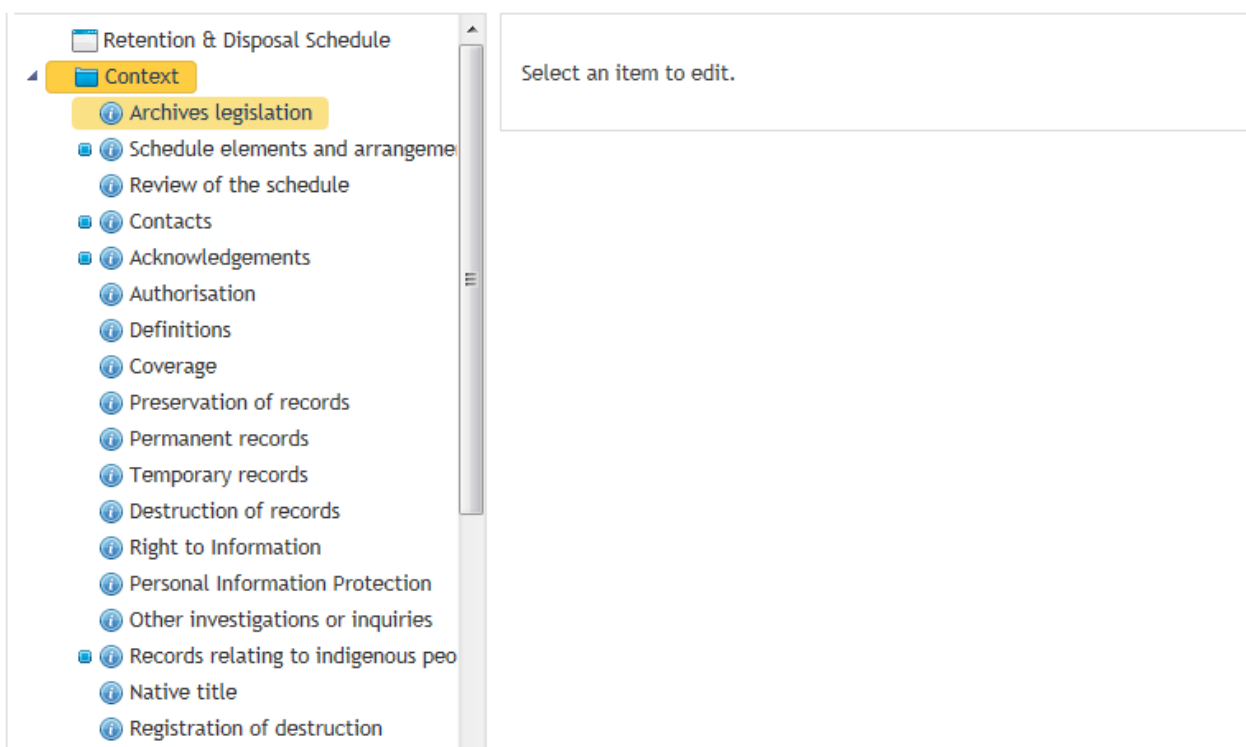 Retention & Disposal Schedule
Context
Select an item to edit.
Archives legislation
Schedule elements and arrangeme
Review of the schedule
Contacts
Acknowledgements
Authorisation
Definitions
Coverage
Preservation of records
Permanent records
Temporary records
Destruction of records
Right to Information
Personal Information Protection
Other investigations or inquiries
Records relating to indigenous peo
Native title
Registration of destruction